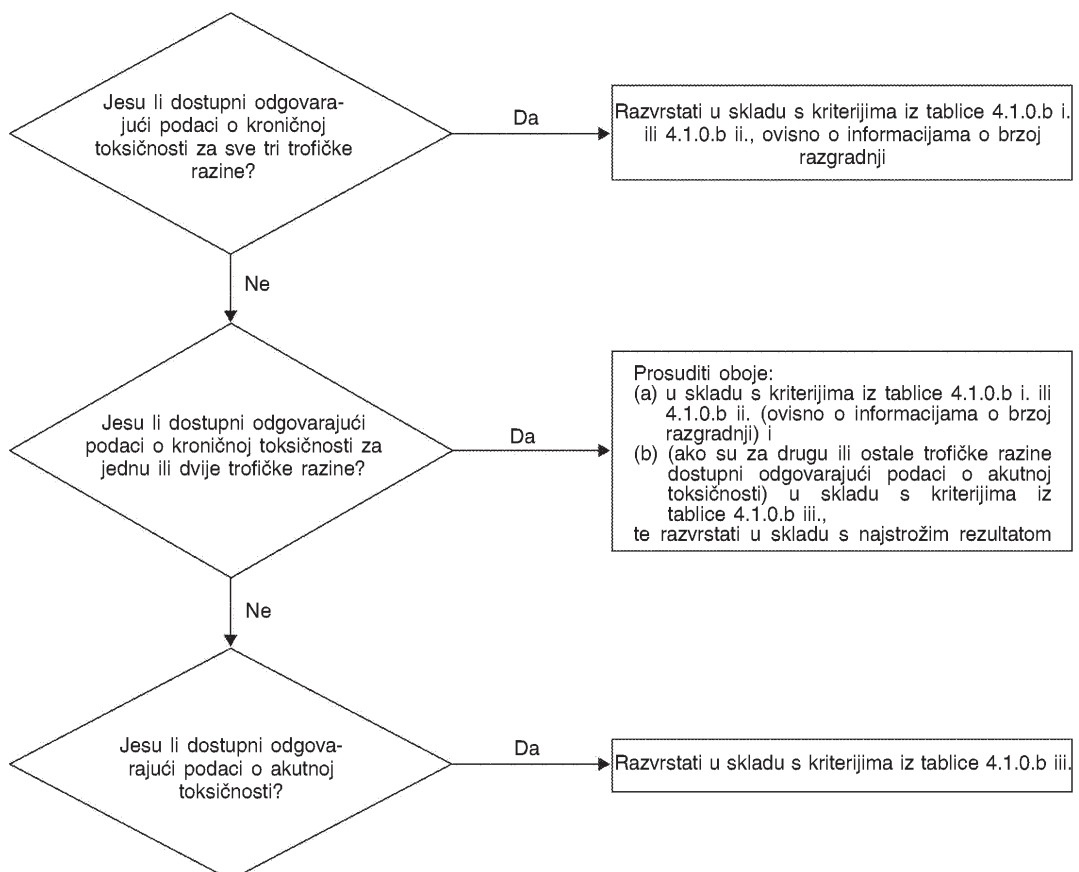 Jesu li dostupni odgovara-
jući podaci o kroničnoj
toksičnosti za sve tri trofičke
razine?
Da
Razvrstati u skladu s kriterijima iz tablice 4.1.0.b i.
ili 4.1.0.b ii., ovisno o informacijama o brzoj
razgradnji
Ne
Jesu li dostupni odgovarajući
podaci o kroničnoj toksičnosti za
jednu ili dvije trofičke razine?
Da
Prosuditi oboje:
(a) u skladu s kriterijima iz tablice 4.1.0.b i. ili
4.1.0.b ii. (ovisno o informacijama o brzoj
razgradnji) i
(b) (ako su za drugu ili ostale trofičke razine
dostupni odgovarajući podaci o akutnoj
toksičnosti) u skladu s kriterijima iz
tablice 4.1.0.b iii.,
te razvrstati u skladu s najstrožim rezultatom
Ne
Jesu li dostupni odgova-
rajući podaci o akutnoj
toksičnosti?
Da
Razvrstati u skladu s kriterijima iz tablice 4.1.0.b iii.